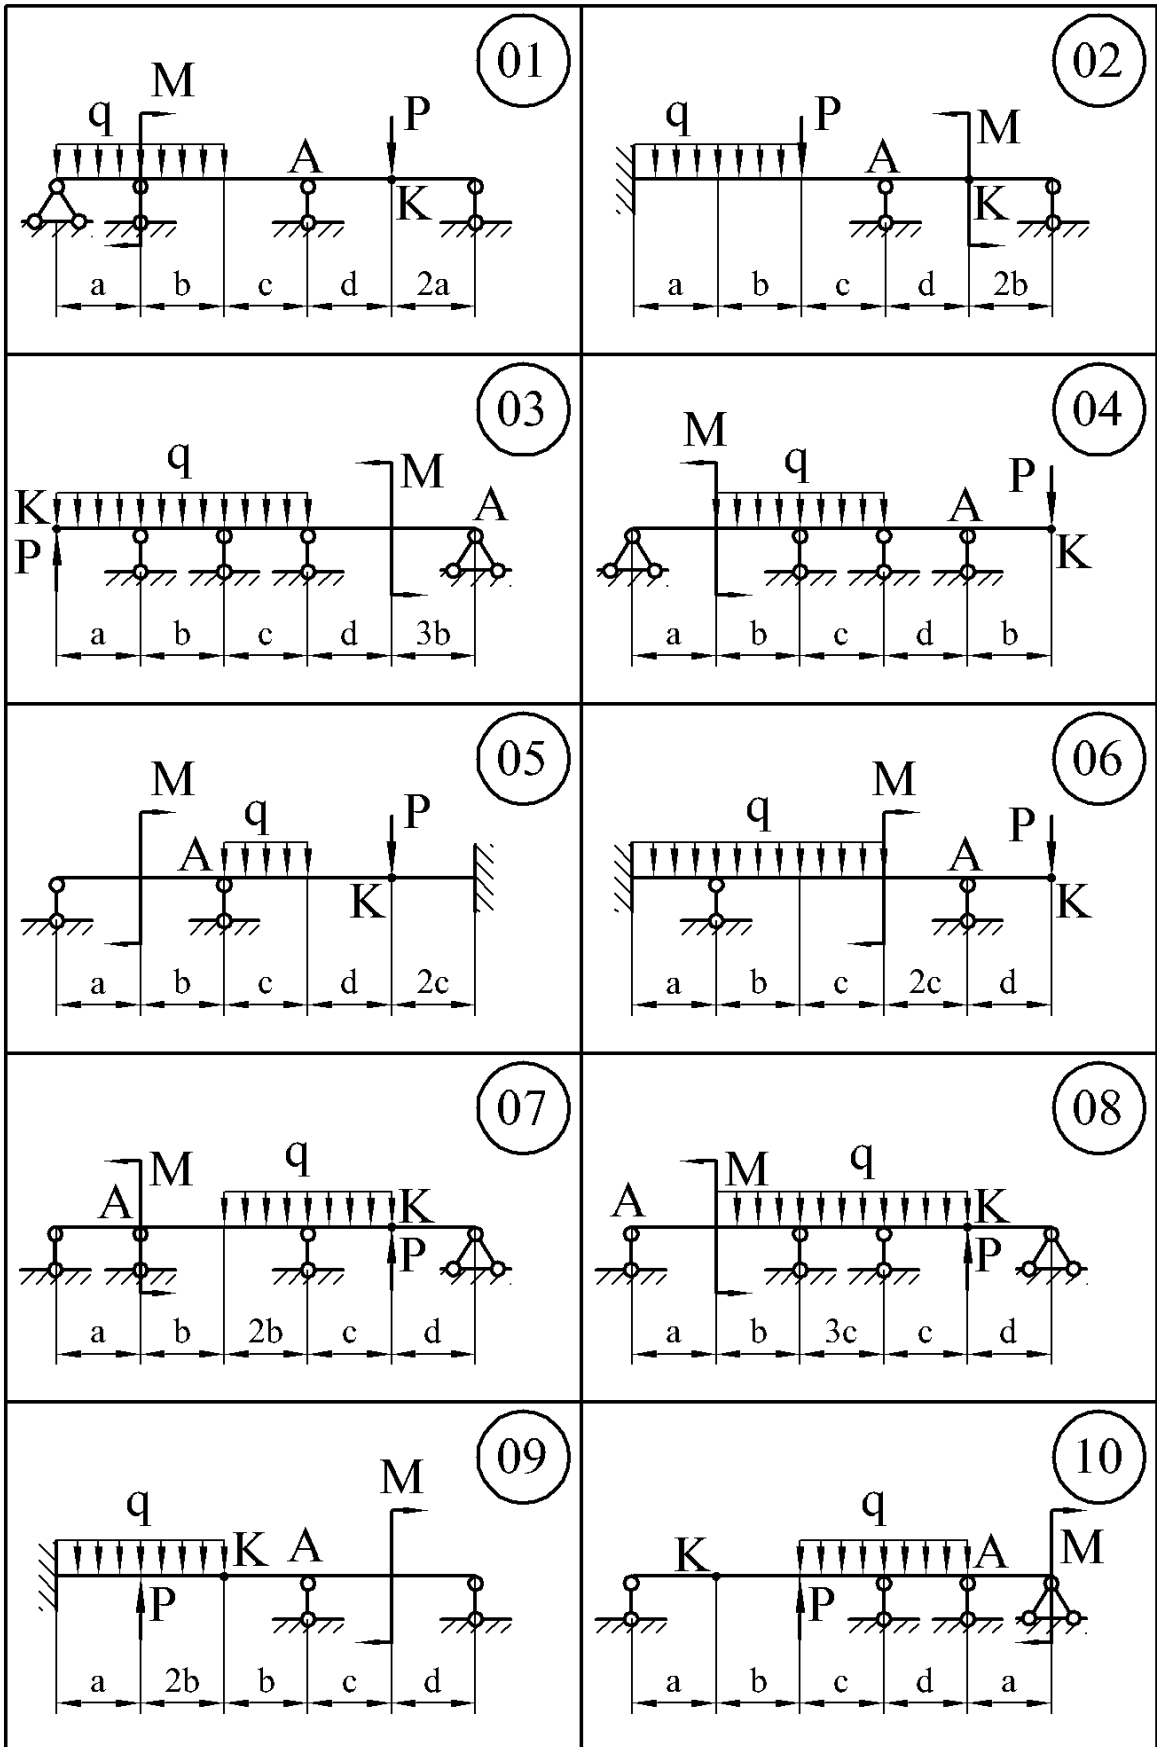 01
M
q
P
A
K
a b c d 2a
02
q
P
M
A
K
a b c d 2b
03
q
M
K
A
P
a b c d 3b
04
M
q
P
A
K
a b c d b
05
M
P
q
A
K
a b c d 2c
06
M
q
P
A
K
a b c 2c d
07
q
M
A
K
P
a b 2b c d
08
q
M
A
K
P
a b 3c c d
09
M
q
K
A
P
a 2b b c d
10
q
K
A
M
P
a b c d a